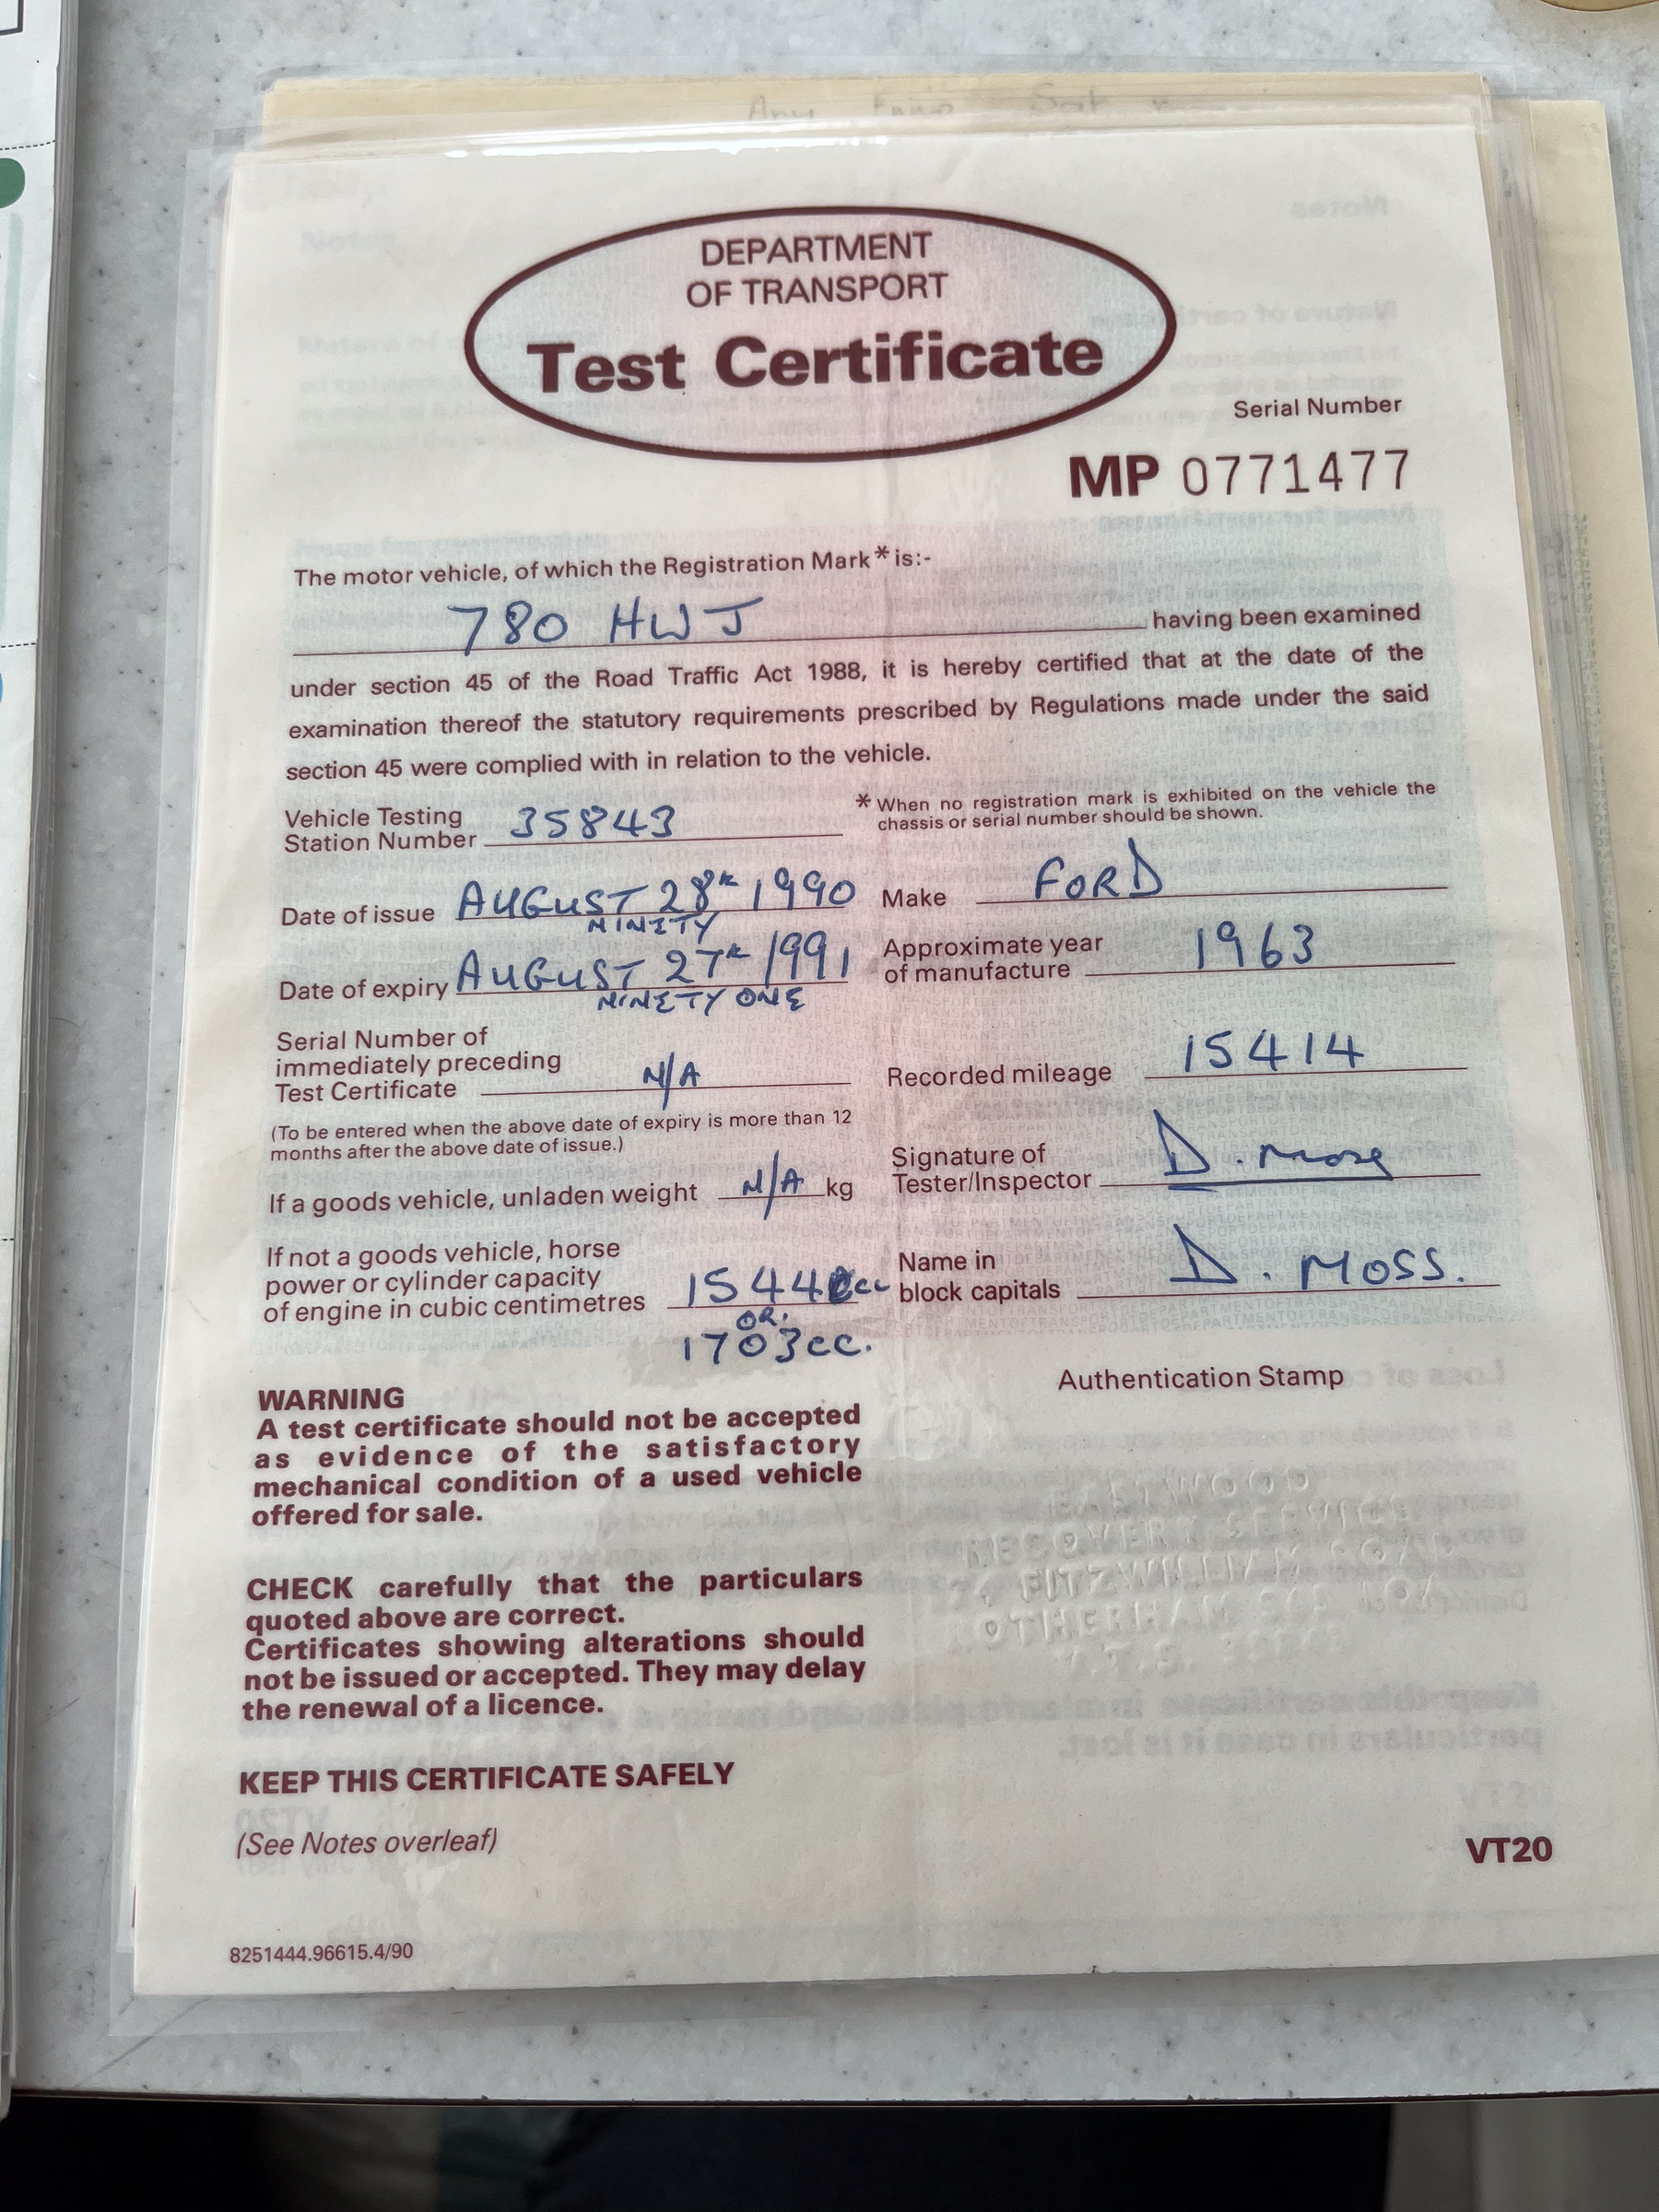 DEPARTMENT
OF TRANSPORT
Test Certificate
Serial Number
MP 0771477
The motor vehicle, of which the Registration Mark * is:-
780 HWJ having been examined
under section 45 of the Road Traffic Act 1988, it is hereby certified that at the date of the
examination thereof the statutory requirements prescribed by Regulations made under the said
section 45 were complied with in relation to the vehicle.
Vehicle Testing
Station Number 35843
* When no registration mark is exhibited on the vehicle the
chassis or serial number should be shown.
Date of issue AUGUST 28th 1990
NINETY
Make FORD
Date of expiry AUGUST 27th 1991
NINETY ONE
Approximate year
of manufacture 1963
Serial Number of
immediately preceding
Test Certificate N/A
Recorded mileage 15414
(To be entered when the above date of expiry is more than 12
months after the above date of issue.)
Signature of
Tester/Inspector D. Moss
If a goods vehicle, unladen weight N/A kg
If not a goods vehicle, horse
power or cylinder capacity
of engine in cubic centimetres 1544cc
OR.
1703cc.
Name in
block capitals D. MOSS.
Authentication Stamp
WARNING
A test certificate should not be accepted
as evidence of the satisfactory
mechanical condition of a used vehicle
offered for sale.
RECOVERY SERVICE
FITZWILLIAM ROAD
CHECK carefully that the particulars
quoted above are correct.
Certificates showing alterations should
not be issued or accepted. They may delay
the renewal of a licence.
KEEP THIS CERTIFICATE SAFELY
(See Notes overleaf)
VT20
8251444.96615.4/90